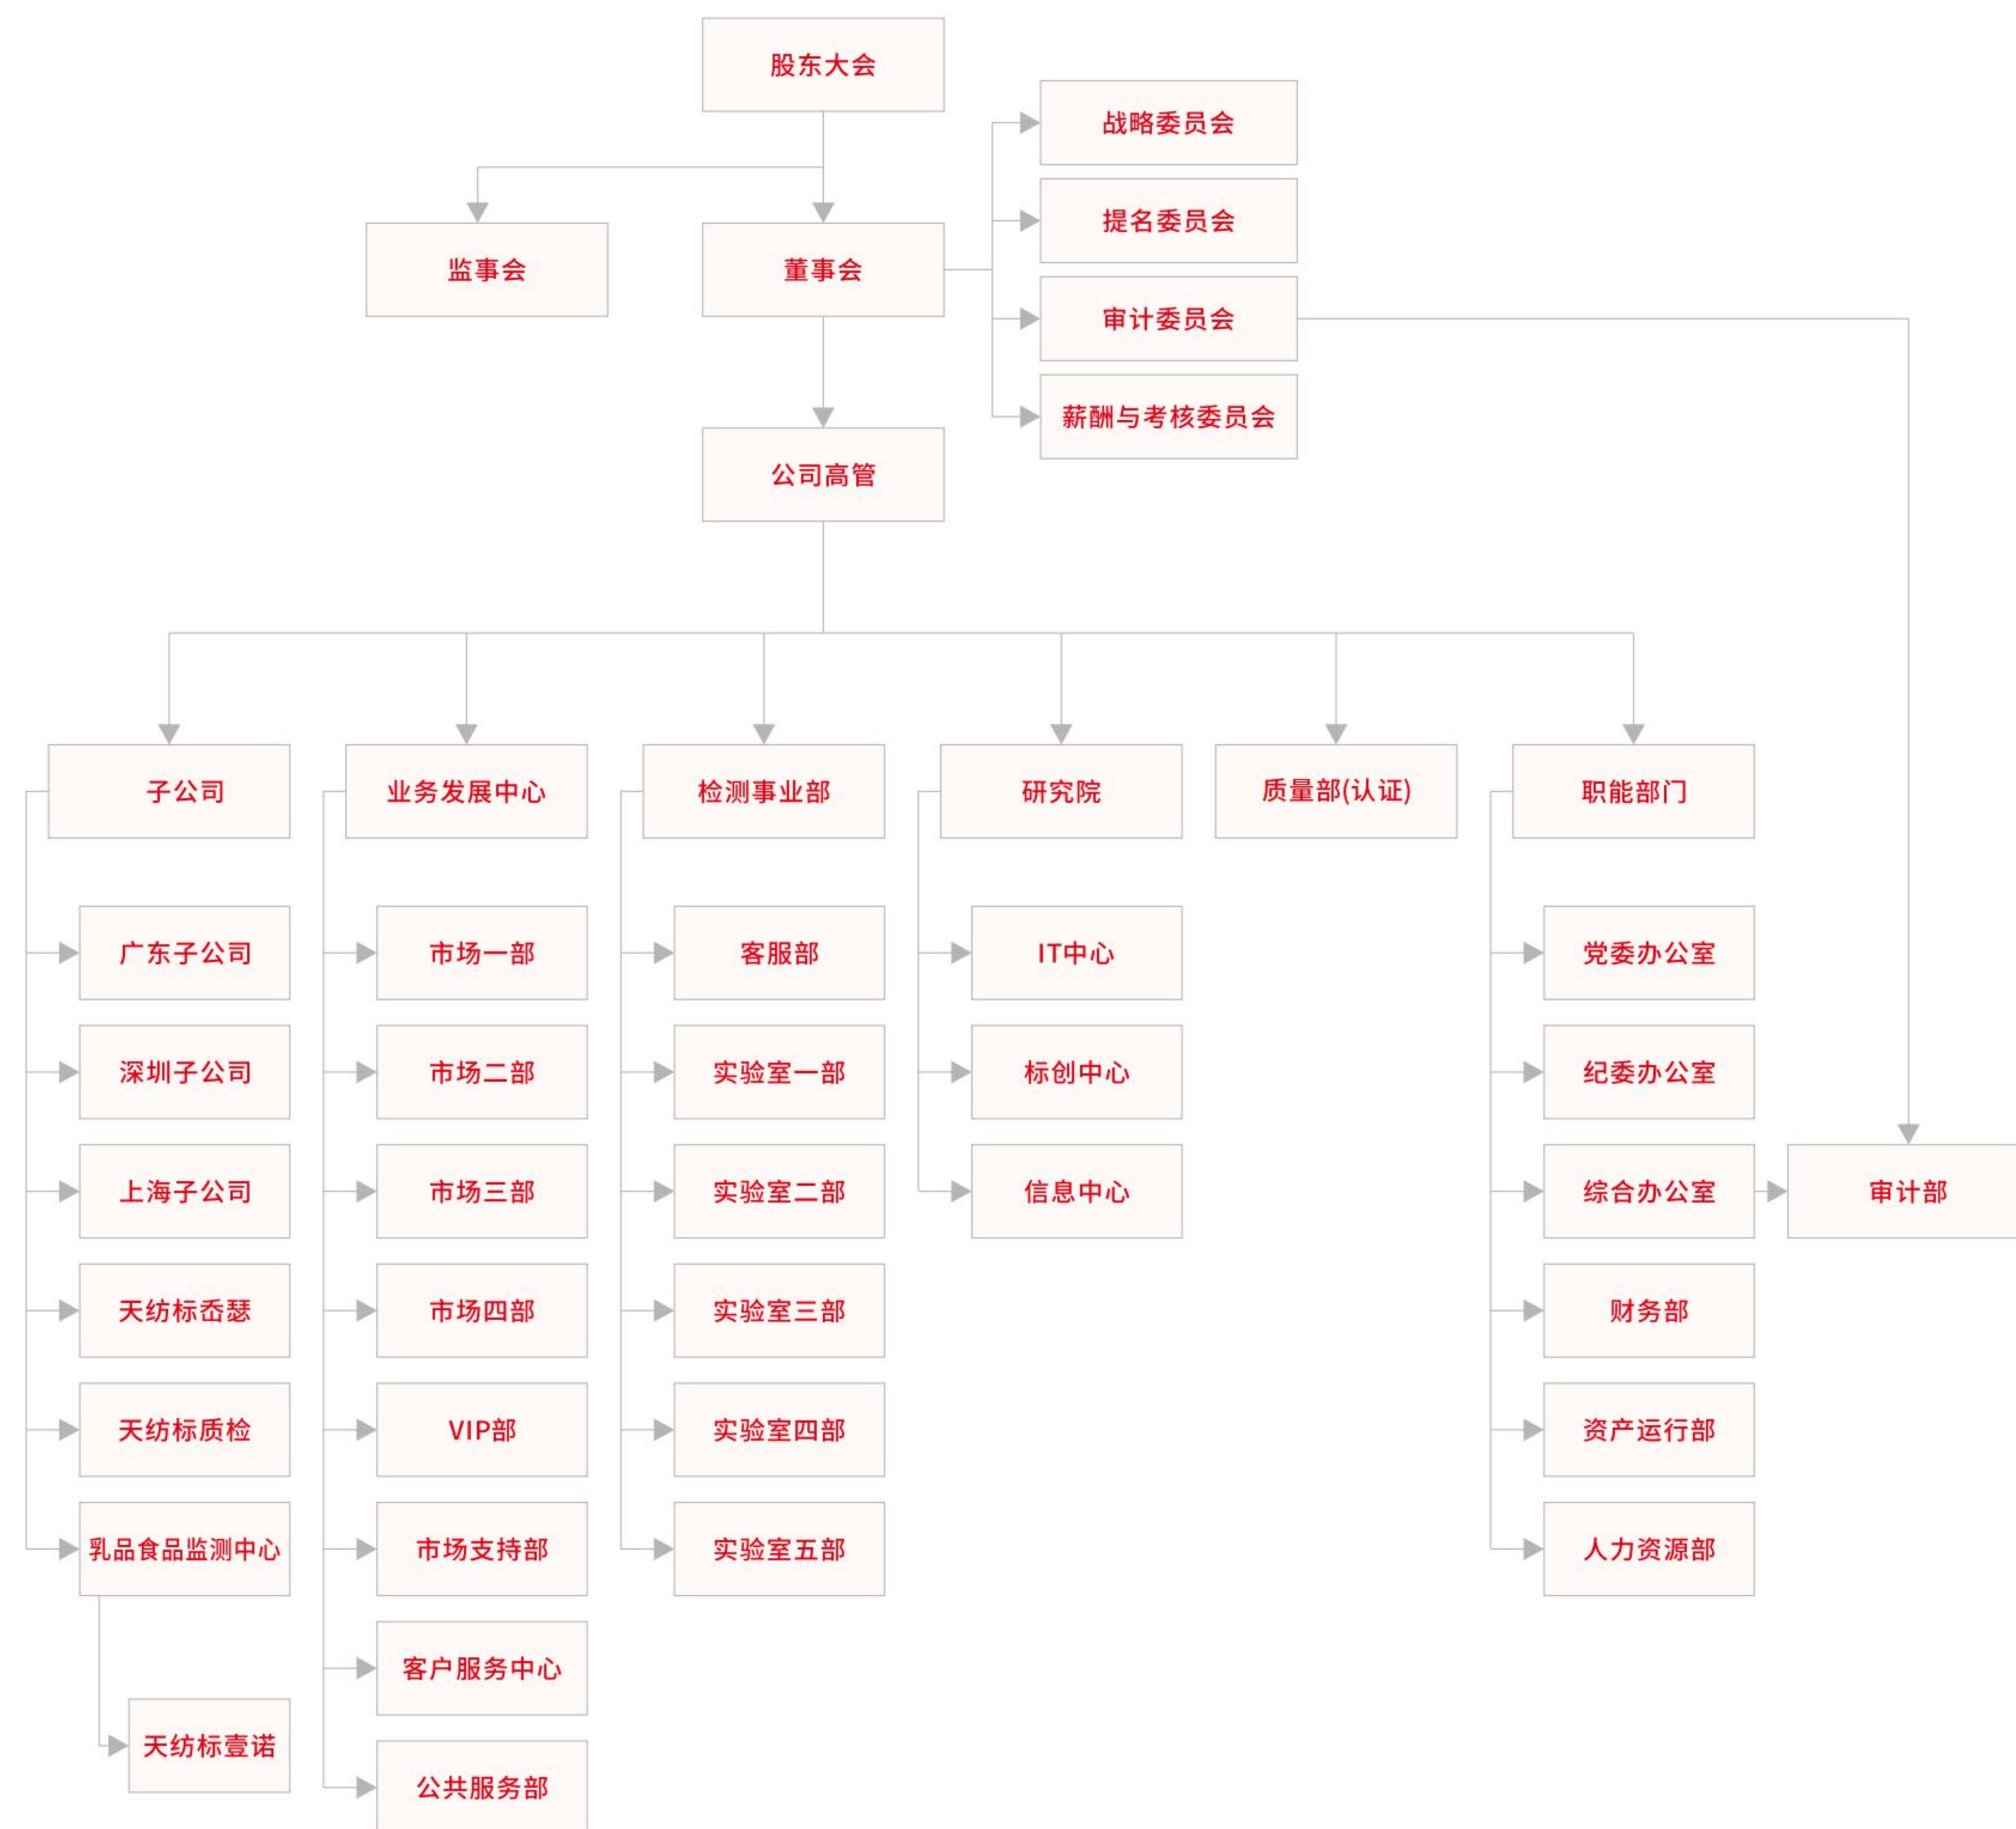 股东大会
战略委员会
提名委员会
监事会
董事会
审计委员会
薪酬与考核委员会
公司高管
子公司
业务发展中心
检测事业部
研究院
质量部(认证)
职能部门
广东子公司
市场一部
客服部
IT中心
党委办公室
深圳子公司
市场二部
实验室一部
标创中心
纪委办公室
上海子公司
市场三部
实验室二部
信息中心
综合办公室
审计部
天纺标岙瑟
市场四部
实验室三部
财务部
天纺标质检
VIP部
实验室四部
资产运行部
乳品食品监测中心
市场支持部
实验室五部
人力资源部
客户服务中心
天纺标壹诺
公共服务部